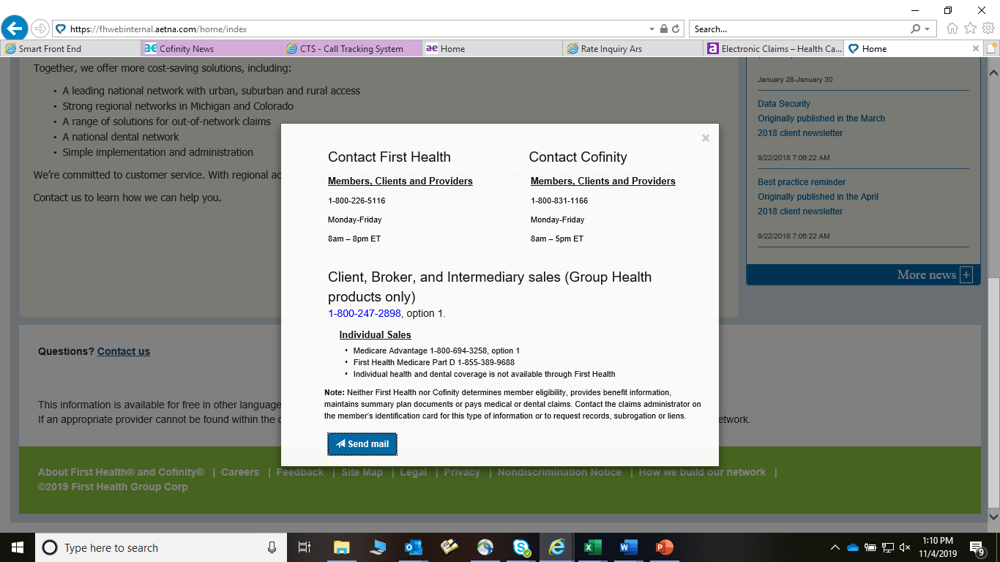 https://fhwebinternal.aetna.com/home/index
Search...
Smart Front End
Cofinity News
CTS - Call Tracking System
Home
Rate Inquiry Ars
Electronic Claims – Health Ca...
Home
Together, we offer more cost-saving solutions, including:
• A leading national network with urban, suburban and rural access
• Strong regional networks in Michigan and Colorado
• A range of solutions for out-of-network claims
• A national dental network
• Simple implementation and administration
We're committed to customer service. With regional
Contact us to learn how we can help you.
January 28-January 30
Data Security
Originally published in the March
2018 client newsletter
9/22/2018 7:06:22 AM
Best practice reminder
Originally published in the April
2018 client newsletter
9/22/2018 7:06:22 AM
More news +
×
Contact First Health
Members, Clients and Providers
1-800-226-5116
Monday-Friday
8am – 8pm ET
Contact Cofinity
Members, Clients and Providers
1-800-831-1166
Monday-Friday
8am – 5pm ET
Client, Broker, and Intermediary sales (Group Health
products only)
1-800-247-2898, option 1.
Individual Sales
• Medicare Advantage 1-800-694-3258, option 1
• First Health Medicare Part D 1-855-389-9688
• Individual health and dental coverage is not available through First Health
Note: Neither First Health nor Cofinity determines member eligibility, provides benefit information,
maintains summary plan documents or pays medical or dental claims. Contact the claims administrator on
the member's identification card for this type of information or to request records, subrogation or liens.
Send mail
Questions? Contact us
This information is available for free in other
If an appropriate provider cannot be found within the network.
About First Health® and Cofinity® | Careers | Feedback | Site Map | Legal | Privacy | Nondiscrimination Notice | How we build our network |
©2019 First Health Group Corp
Type here to search
1:10 PM
11/4/2019
9